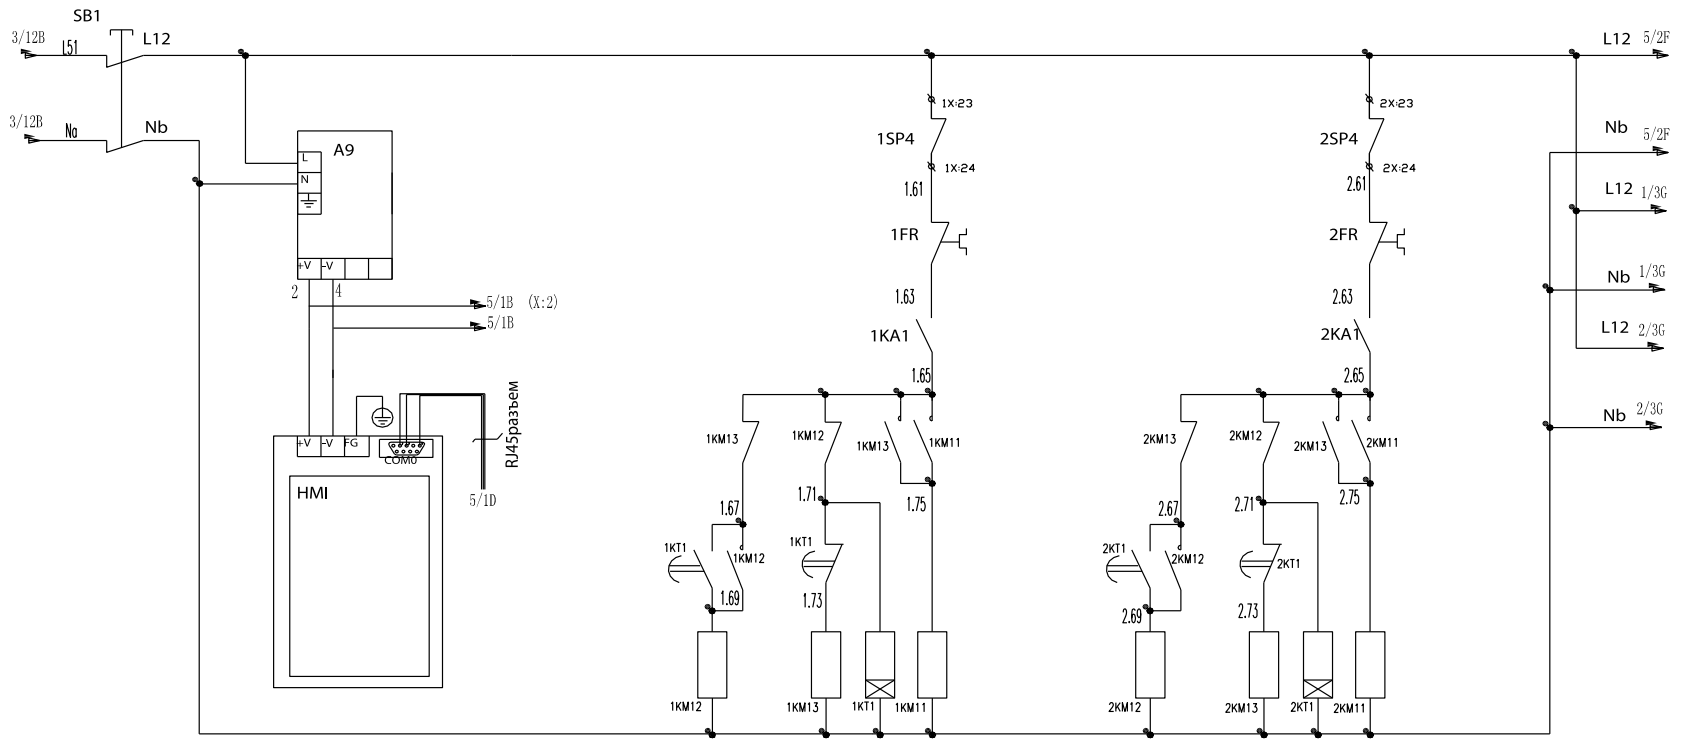 SB1
3/12B
L51
L12
L12
5/2F
3/12B
Na
Nb
Nb
5/2F
A9
L
N
1X:23
1SP4
1X:24
1.61
2X:23
2SP4
2X:24
2.61
L12
1/3G
1FR
2FR
+V
-V
2
4
5/1B (X:2)
5/1B
1.63
2.63
Nb
1/3G
1KA1
2KA1
L12
2/3G
1.65
2.65
Nb
2/3G
+V
-V
FG
COM0
RJ45разъем
5/1D
HMI
1KM13
1KM12
1KM13
1KM11
2KM13
2KM12
2KM13
2KM11
1.67
1.71
1.75
2.67
2.71
2.75
1KT1
1KM12
1KT1
2KT1
2KM12
2KT1
1.69
1.73
2.69
2.73
1KM12
1KM13
1KT1
1KM11
2KM12
2KM13
2KT1
2KM11